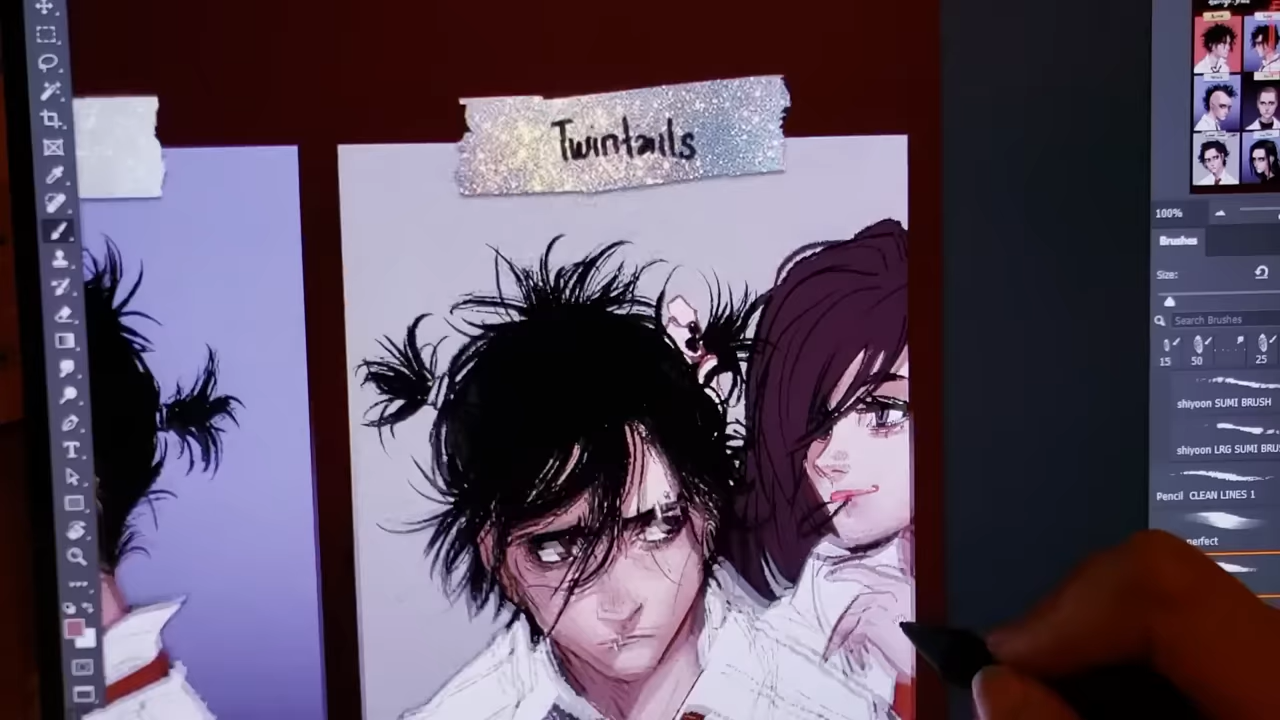 Twintails
100%
Brushes
Size:
Search Brushes
15
50
25
shiyoon SUMI BRUSH
shiyoon LRG SUMI BRU
Pencil CLEAN LINES 1
perfect